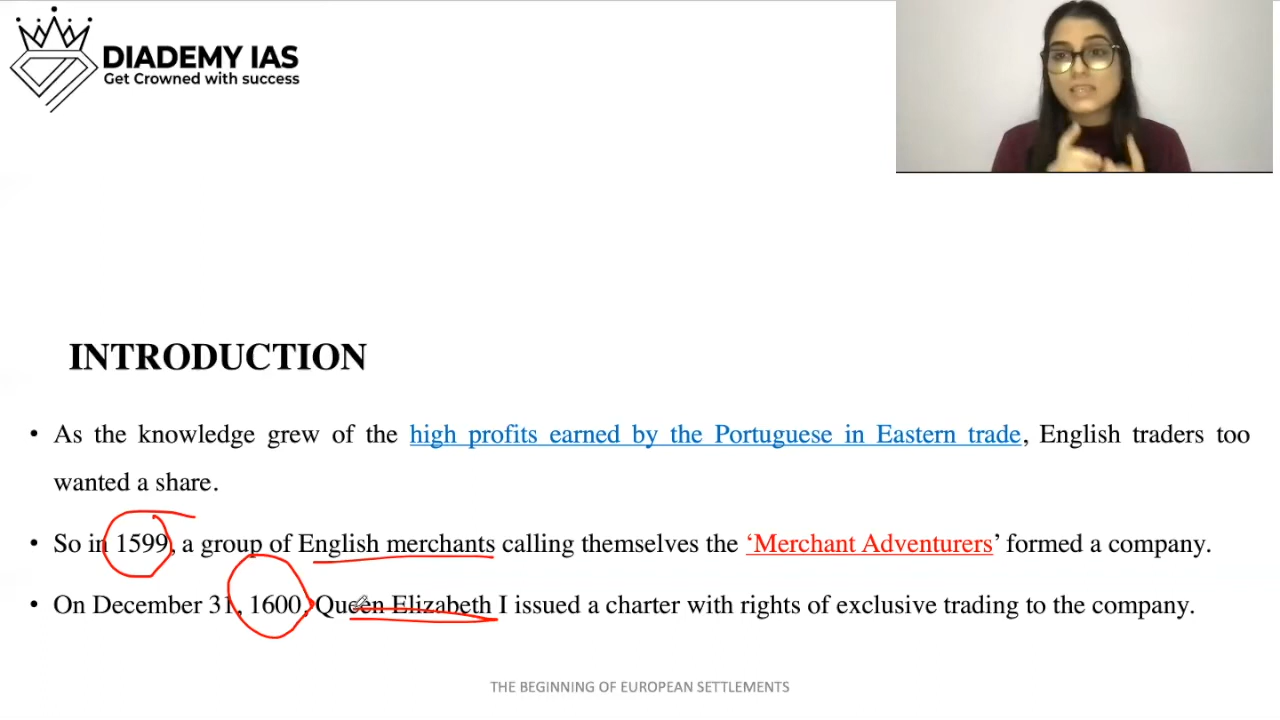 DIADEMY IAS
Get Crowned with success
INTRODUCTION
• As the knowledge grew of the high profits earned by the Portuguese in Eastern trade, English traders too
wanted a share.
• So in 1599, a group of English merchants calling themselves the ‘Merchant Adventurers’ formed a company.
• On December 31, 1600, Queen Elizabeth I issued a charter with rights of exclusive trading to the company.
THE BEGINNING OF EUROPEAN SETTLEMENTS